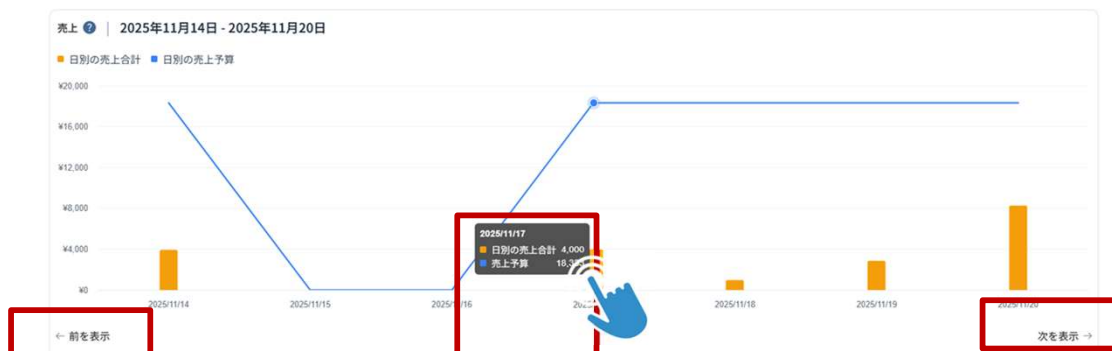 売上 ? | 2025年11月14日 - 2025年11月20日
日別の売上合計 日別の売上予算
¥20,000
¥16,000
¥12,000
¥8,000
¥4,000
¥0
2025/11/17
日別の売上合計 4,000
売上予算
2025/11/14 2025/11/15 2025/11/16 2025/11/18 2025/11/19 2025/11/20
← 前を表示 次を表示 →